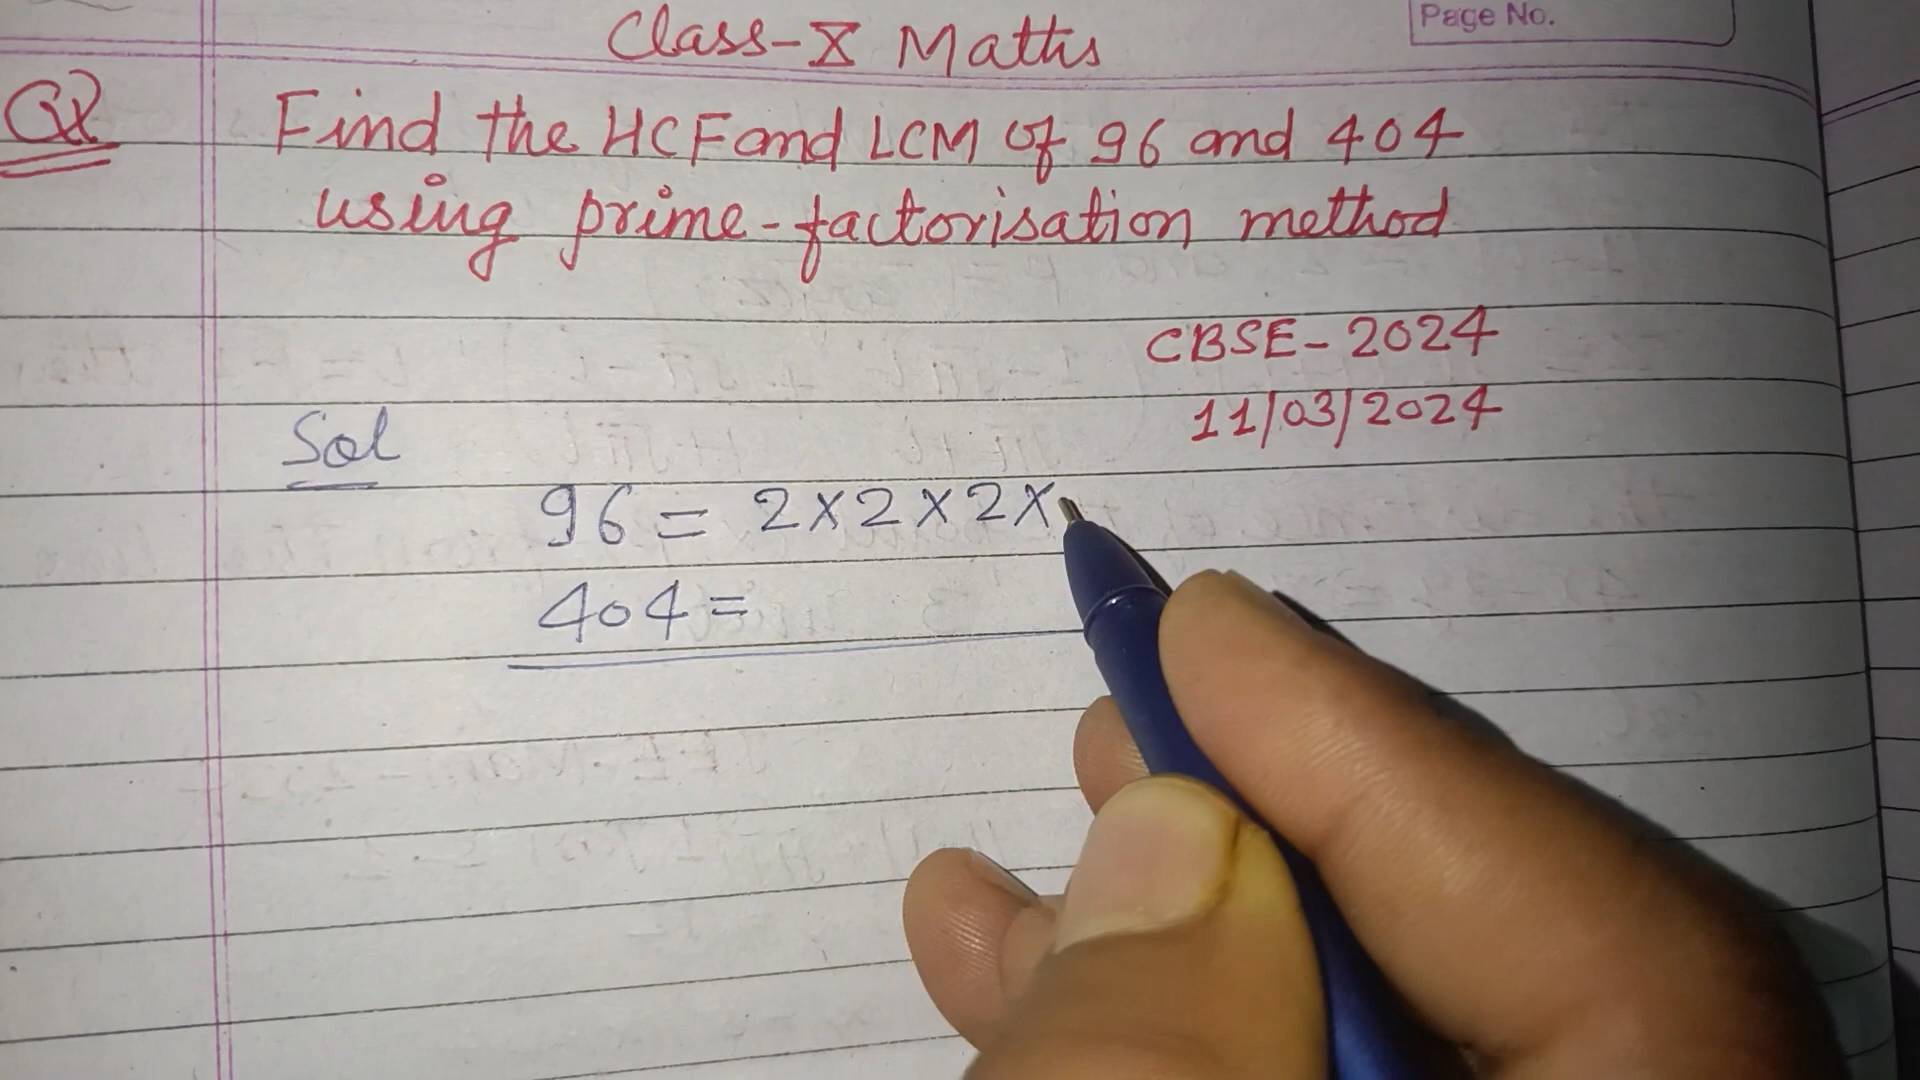 Page No.
Class-X Maths
Q2 Find the HCF and LCM of 96 and 404
using prime-factorisation method
CBSE-2024
11/03/2024
Sol
96 = 2×2×2×
404 =